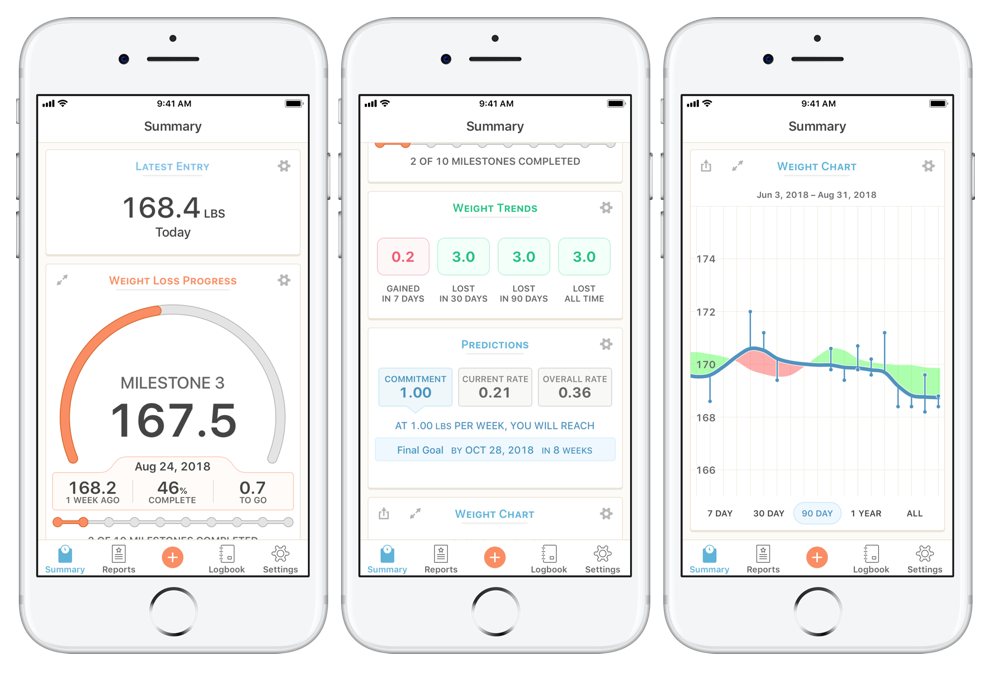 9:41 AM
Summary
LATEST ENTRY
168.4 LBS
Today
WEIGHT LOSS PROGRESS
MILESTONE 3
167.5
Aug 24, 2018
168.2 46% 0.7
1 WEEK AGO COMPLETE TO GO
2 OF 10 MILESTONES COMPLETED
Summary Reports Logbook Settings
9:41 AM
Summary
2 OF 10 MILESTONES COMPLETED
WEIGHT TRENDS
0.2 3.0 3.0 3.0
GAINED LOST LOST LOST
IN 7 DAYS IN 30 DAYS IN 90 DAYS ALL TIME
PREDICTIONS
COMMITMENT CURRENT RATE OVERALL RATE
1.00 0.21 0.36
AT 1.00 LBS PER WEEK, YOU WILL REACH
Final Goal BY OCT 28, 2018 IN 8 WEEKS
WEIGHT CHART
Summary Reports Logbook Settings
9:41 AM
Summary
WEIGHT CHART
Jun 3, 2018 – Aug 31, 2018
174
172
170
168
166
7 DAY 30 DAY 90 DAY 1 YEAR ALL
Summary Reports Logbook Settings